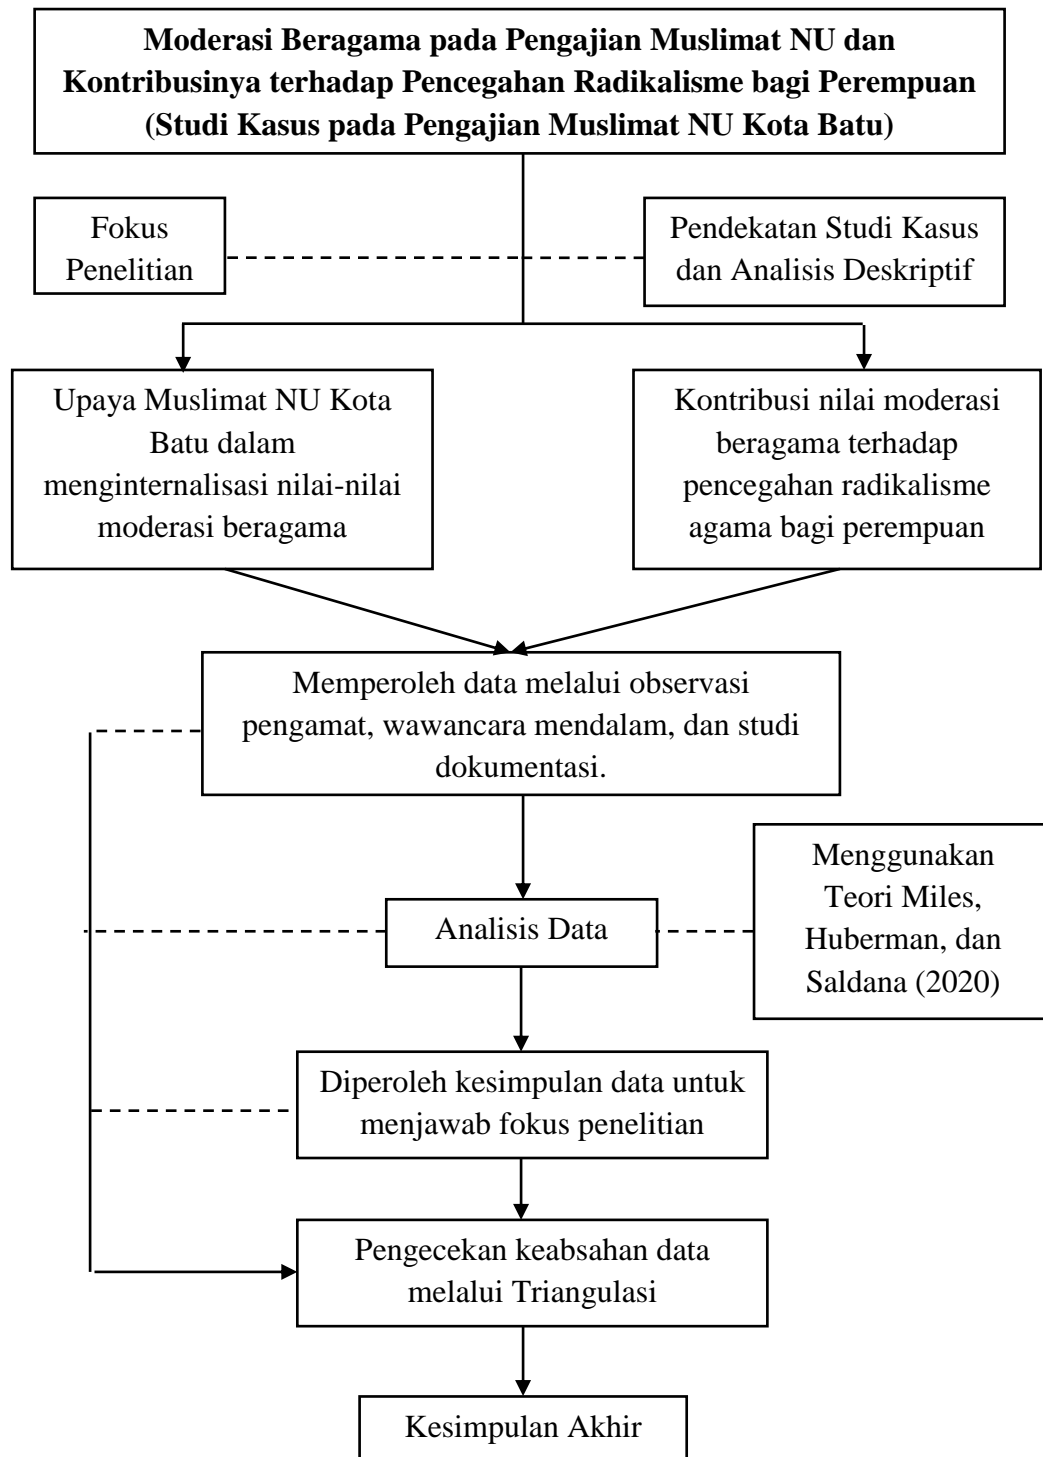 Moderasi Beragama pada Pengajian Muslimat NU dan
Kontribusinya terhadap Pencegahan Radikalisme bagi Perempuan
(Studi Kasus pada Pengajian Muslimat NU Kota Batu)
Fokus
Penelitian
Pendekatan Studi Kasus
dan Analisis Deskriptif
Upaya Muslimat NU Kota
Batu dalam
menginternalisasi nilai-nilai
moderasi beragama
Kontribusi nilai moderasi
beragama terhadap
pencegahan radikalisme
agama bagi perempuan
Memperoleh data melalui observasi
pengamat, wawancara mendalam, dan studi
dokumentasi.
Analisis Data
Menggunakan
Teori Miles,
Huberman, dan
Saldana (2020)
Diperoleh kesimpulan data untuk
menjawab fokus penelitian
Pengecekan keabsahan data
melalui Triangulasi
Kesimpulan Akhir